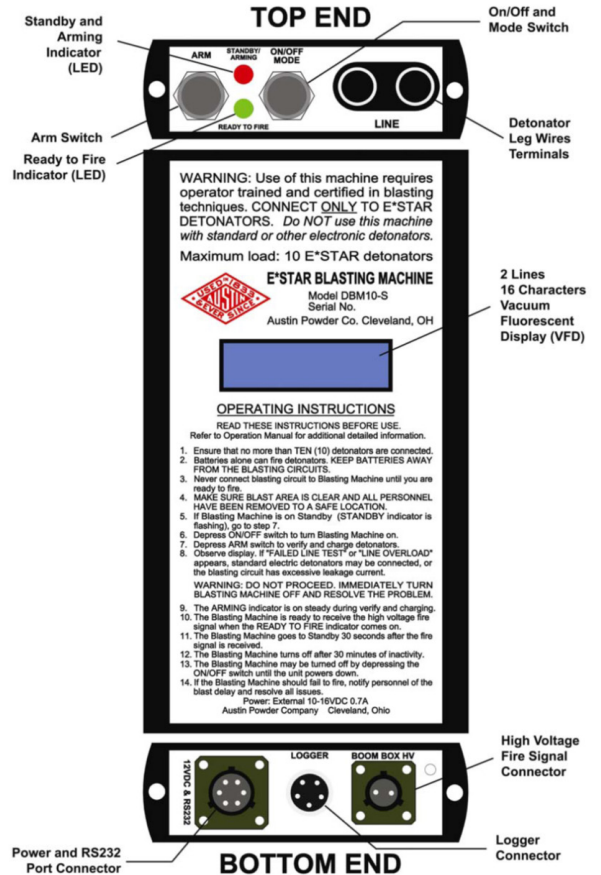 TOP END
Standby and
Arming
Indicator
(LED)
On/Off and
Mode Switch
ARM
STANDBY/
ARMING
ON/OFF
MODE
READY TO FIRE
LINE
Arm Switch
Ready to Fire
Indicator (LED)
Detonator
Leg Wires
Terminals
WARNING: Use of this machine requires
operator trained and certified in blasting
techniques. CONNECT ONLY TO E*STAR
DETONATORS. Do NOT use this machine
with standard or other electronic detonators.
Maximum load: 10 E*STAR detonators
USED · 1833
AUSTIN
& EVER SINCE
E*STAR BLASTING MACHINE
Model DBM10-S
Serial No.
Austin Powder Co. Cleveland, OH
2 Lines
16 Characters
Vacuum
Fluorescent
Display (VFD)
OPERATING INSTRUCTIONS
READ THESE INSTRUCTIONS BEFORE USE.
Refer to Operation Manual for additional detailed information.
1. Ensure that no more than TEN (10) detonators are connected.
2. Batteries alone can fire detonators. KEEP BATTERIES AWAY
FROM THE BLASTING CIRCUITS.
3. Never connect blasting circuit to Blasting Machine until you are
ready to fire.
4. MAKE SURE BLAST AREA IS CLEAR AND ALL PERSONNEL
HAVE BEEN REMOVED TO A SAFE LOCATION.
5. If Blasting Machine is on Standby (STANDBY indicator is
flashing), go to step 7.
6. Depress ON/OFF switch to turn Blasting Machine on.
7. Depress ARM switch to verify and charge detonators.
8. Observe display. If "FAILED LINE TEST" or "LINE OVERLOAD"
appears, standard electric detonators may be connected, or
the blasting circuit has excessive leakage current.
WARNING: DO NOT PROCEED. IMMEDIATELY TURN
BLASTING MACHINE OFF AND RESOLVE THE PROBLEM.
9. The ARMING indicator is on steady during verify and charging.
10. The Blasting Machine is ready to receive the high voltage fire
signal when the READY TO FIRE indicator comes on.
11. The Blasting Machine goes to Standby 30 seconds after the fire
signal is received.
12. The Blasting Machine turns off after 30 minutes of inactivity.
13. The Blasting Machine may be turned off by depressing the
ON/OFF switch until the unit powers down.
14. If the Blasting Machine should fail to fire, notify personnel of the
blast delay and resolve all issues.
Power: External 10-16VDC 0.7A
Austin Powder Company Cleveland, Ohio
12VDC & RS232
LOGGER
BOOM BOX HV
High Voltage
Fire Signal
Connector
Power and RS232
Port Connector
Logger
Connector
BOTTOM END